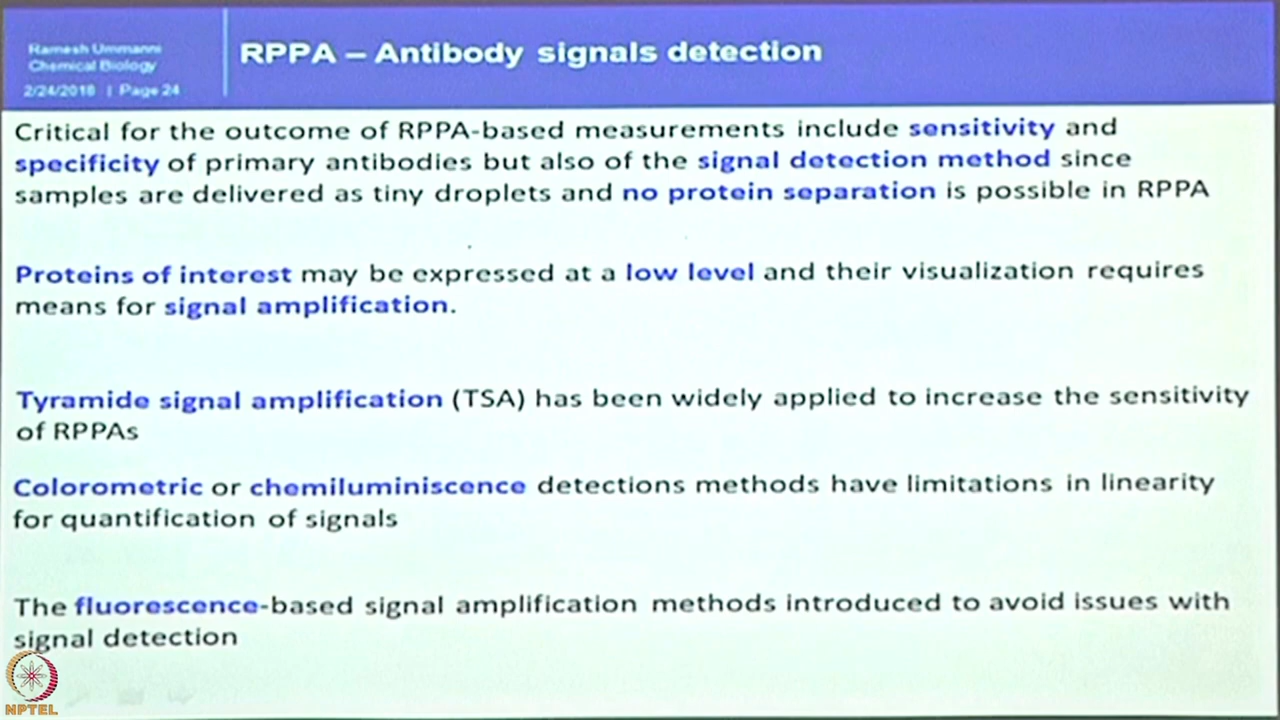 Ramesh Ummanni
Chemical Biology
2/24/2018 | Page 24
RPPA – Antibody signals detection
Critical for the outcome of RPPA-based measurements include sensitivity and
specificity of primary antibodies but also of the signal detection method since
samples are delivered as tiny droplets and no protein separation is possible in RPPA
Proteins of interest may be expressed at a low level and their visualization requires
means for signal amplification.
Tyramide signal amplification (TSA) has been widely applied to increase the sensitivity
of RPPAs
Colorometric or chemiluminiscence detections methods have limitations in linearity
for quantification of signals
The fluorescence-based signal amplification methods introduced to avoid issues with
signal detection
NPTEL